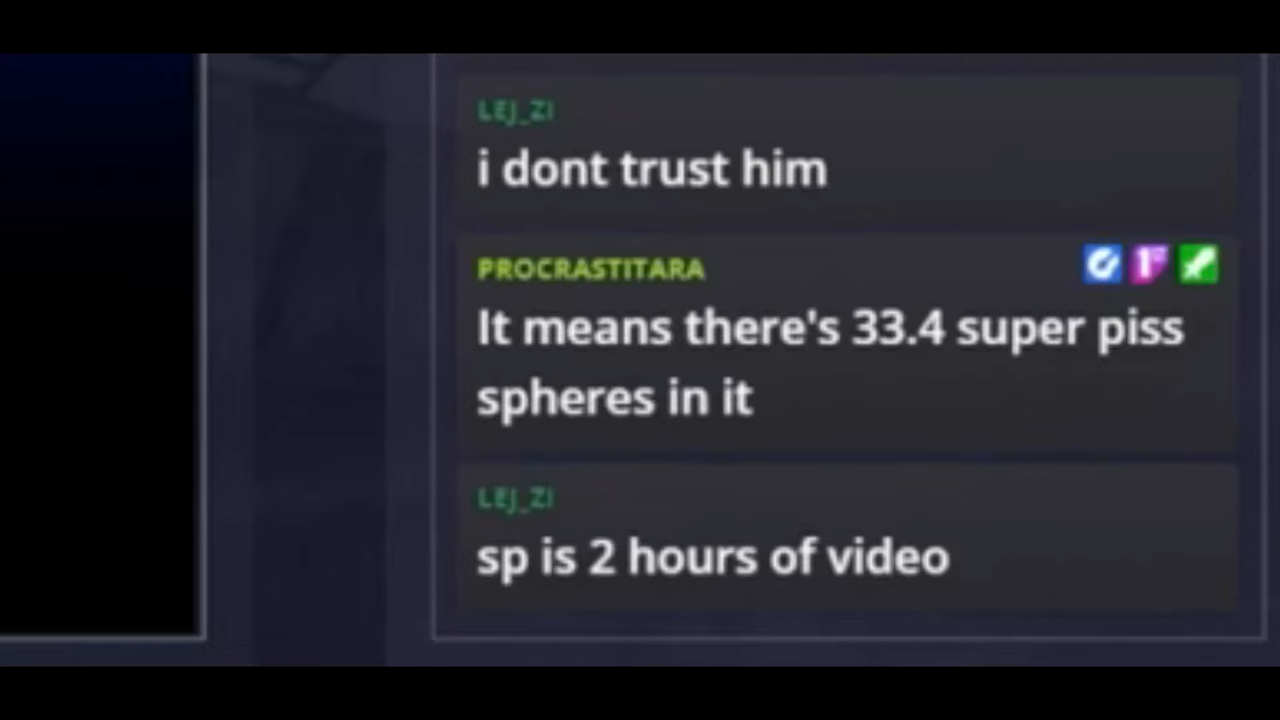 LEJ_ZI
i dont trust him
PROCRASTITARA
It means there's 33.4 super piss
spheres in it
LEJ_ZI
sp is 2 hours of video